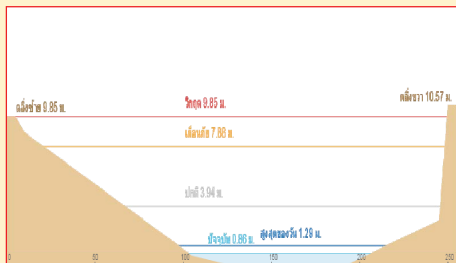 ตลิ่งขวา 10.57 ม.
ตลิ่งซ้าย 9.85 ม.
วิกฤต 9.85 ม.
เตือนภัย 7.88 ม.
ปกติ 3.94 ม.
ปัจจุบัน 0.86 ม.
สูงสุดของวัน 1.29 ม.
0 50 100 150 200 250